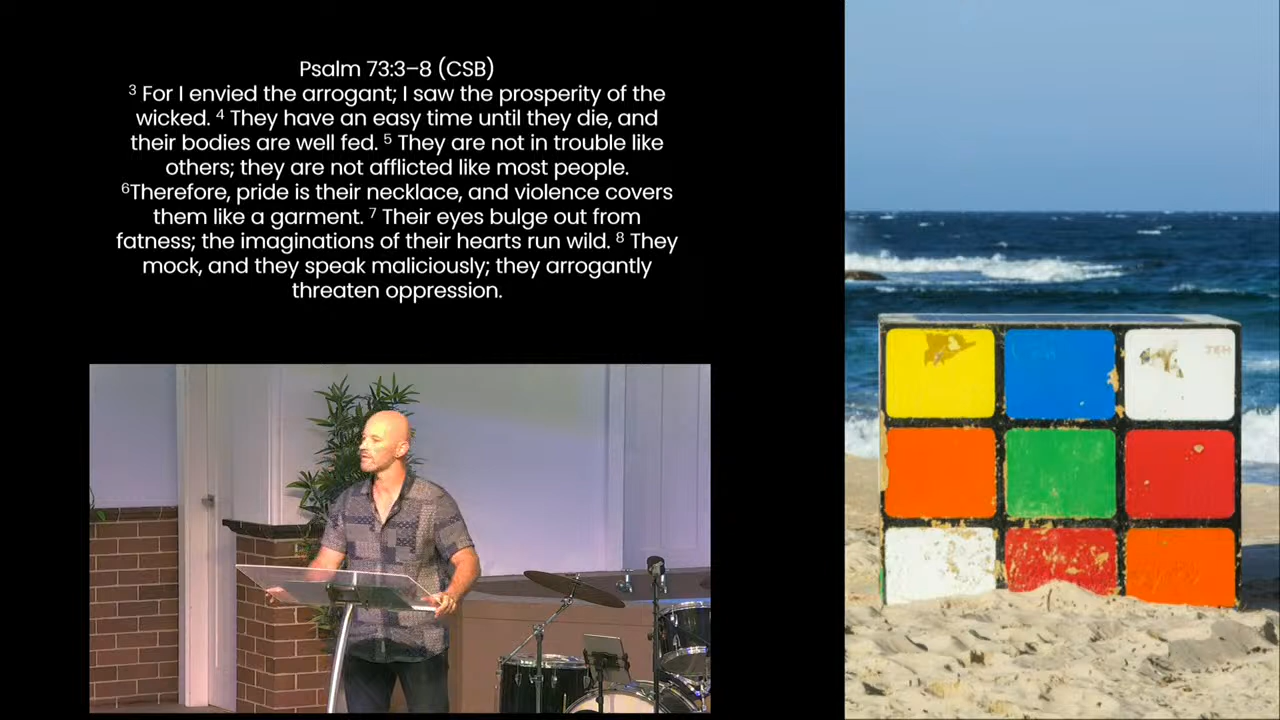 Psalm 73:3–8 (CSB)
³ For I envied the arrogant; I saw the prosperity of the
wicked. ⁴ They have an easy time until they die, and
their bodies are well fed. ⁵ They are not in trouble like
others; they are not afflicted like most people.
⁶Therefore, pride is their necklace, and violence covers
them like a garment. ⁷ Their eyes bulge out from
fatness; the imaginations of their hearts run wild. ⁸ They
mock, and they speak maliciously; they arrogantly
threaten oppression.